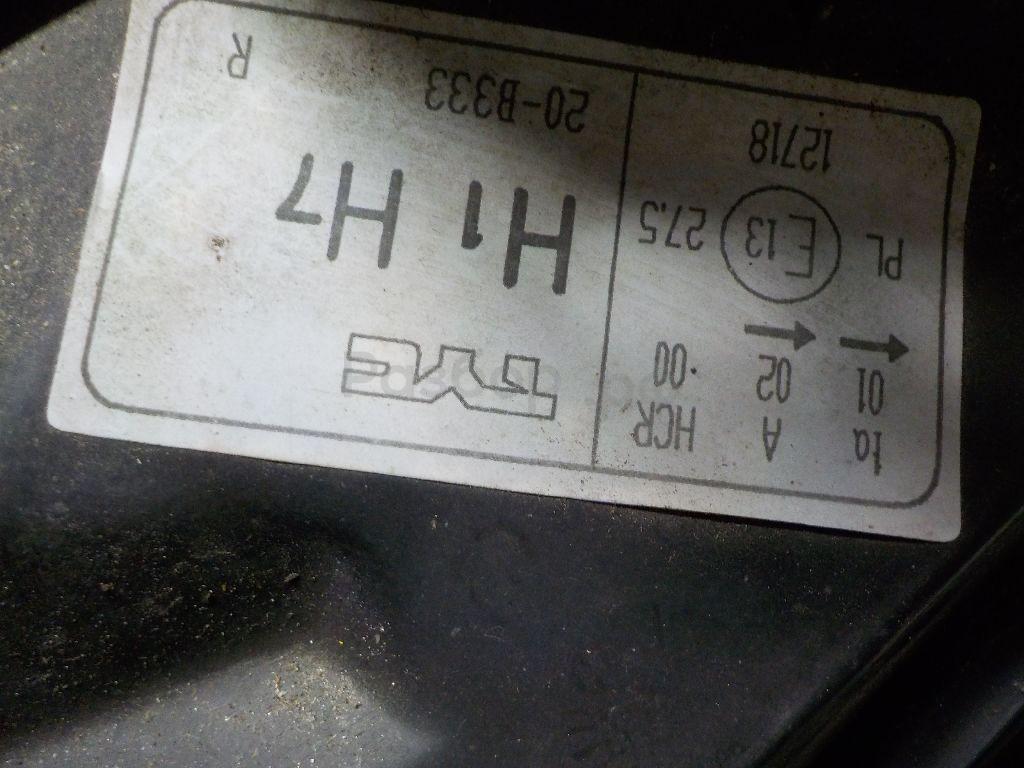 1a A HCR
01 02 ·00
← ←
PL E13 27.5
12718
TYC
H1 H7
20-B333 R